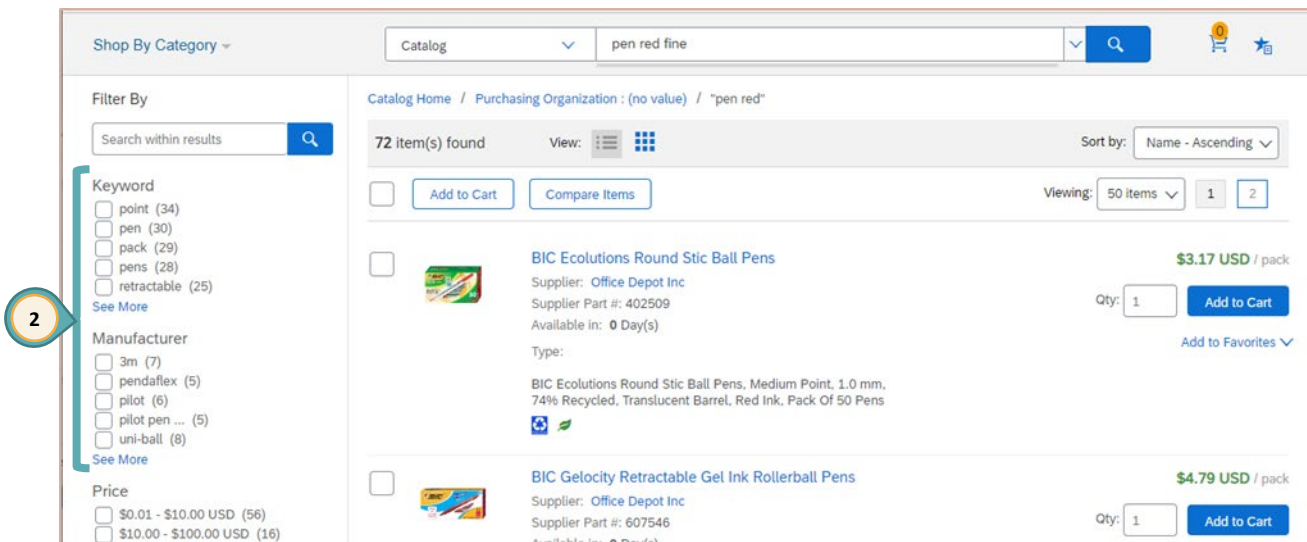 Shop By Category
Catalog
pen red fine
0
Filter By
Search within results
Catalog Home / Purchasing Organization : (no value) / "pen red"
72 item(s) found
View:
Sort by:
Name - Ascending
Add to Cart
Compare Items
Viewing:
50 items
1
2
Keyword
point (34)
pen (30)
pack (29)
pens (28)
retractable (25)
See More
2
Manufacturer
3m (7)
pendaflex (5)
pilot (6)
pilot pen ... (5)
uni-ball (8)
See More
Price
$0.01 - $10.00 USD (56)
$10.00 - $100.00 USD (16)
BIC Ecolutions Round Stic Ball Pens
Supplier: Office Depot Inc
Supplier Part #: 402509
Available in: 0 Day(s)
Type:
BIC Ecolutions Round Stic Ball Pens, Medium Point, 1.0 mm,
74% Recycled, Translucent Barrel, Red Ink, Pack Of 50 Pens
$3.17 USD / pack
Qty: 1
Add to Cart
Add to Favorites
BIC Gelocity Retractable Gel Ink Rollerball Pens
Supplier: Office Depot Inc
Supplier Part #: 607546
Available in: 0 Day(s)
$4.79 USD / pack
Qty: 1
Add to Cart